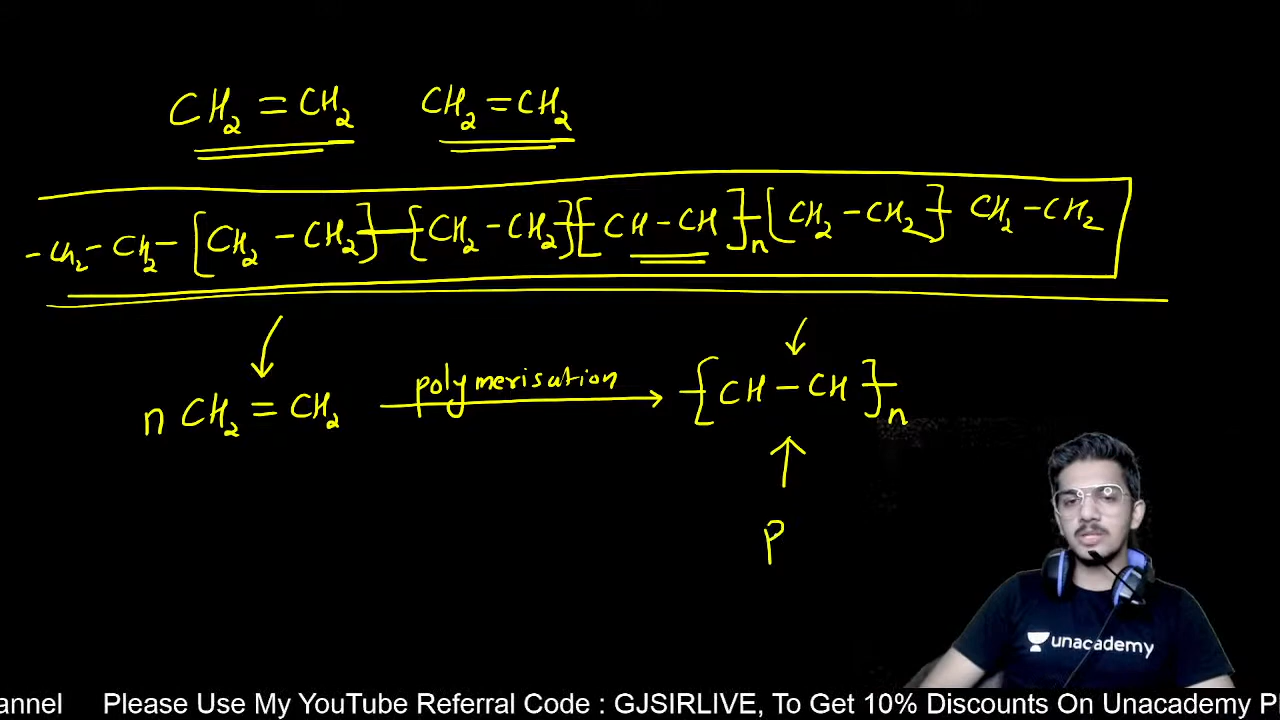 CH₂ = CH₂ CH₂ = CH₂
- CH₂ - CH₂ - [CH₂ - CH₂] - [CH₂ - CH₂] [CH - CH]n [CH₂ - CH₂] CH₂ - CH₂
n CH₂ = CH₂ polymerisation [CH - CH]n
P
unacademy
annel Please Use My YouTube Referral Code : GJSIRLIVE, To Get 10% Discounts On Unacademy P